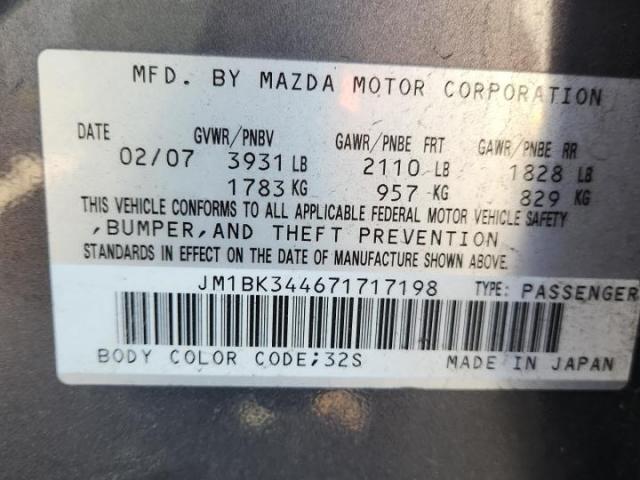 MFD. BY MAZDA MOTOR CORPORATION
DATE GVWR/PNBV GAWR/PNBE FRT GAWR/PNBE RR
02/07 3931 LB 2110 LB 1828 LB
1783 KG 957 KG 829 KG
THIS VEHICLE CONFORMS TO ALL APPLICABLE FEDERAL MOTOR VEHICLE SAFETY
,BUMPER,AND THEFT PREVENTION
STANDARDS IN EFFECT ON THE DATE OF MANUFACTURE SHOWN ABOVE.
JM1BK344671717198 TYPE: PASSENGER
BODY COLOR CODE;32S MADE IN JAPAN